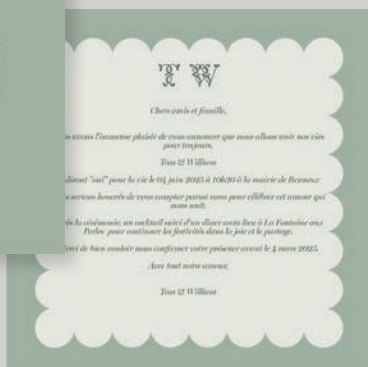 T W
Chers amis et famille,
avons l'immense plaisir de vous annoncer que nous allons unir nos vies
pour toujours,
Tom & William
diront "oui" pour la vie le 04 juin 2025 à 10h30 à la mairie de Rennes
serions honorés de vous compter parmi nous pour célébrer cet amour qui
nous unit.
la cérémonie, un cocktail suivi d'un dîner aura lieu à La Fontaine aux
Perles pour continuer les festivités dans la joie et le partage.
de bien vouloir nous confirmer votre présence avant le 4 mars 2025.
Avec tout notre amour,
Tom & William